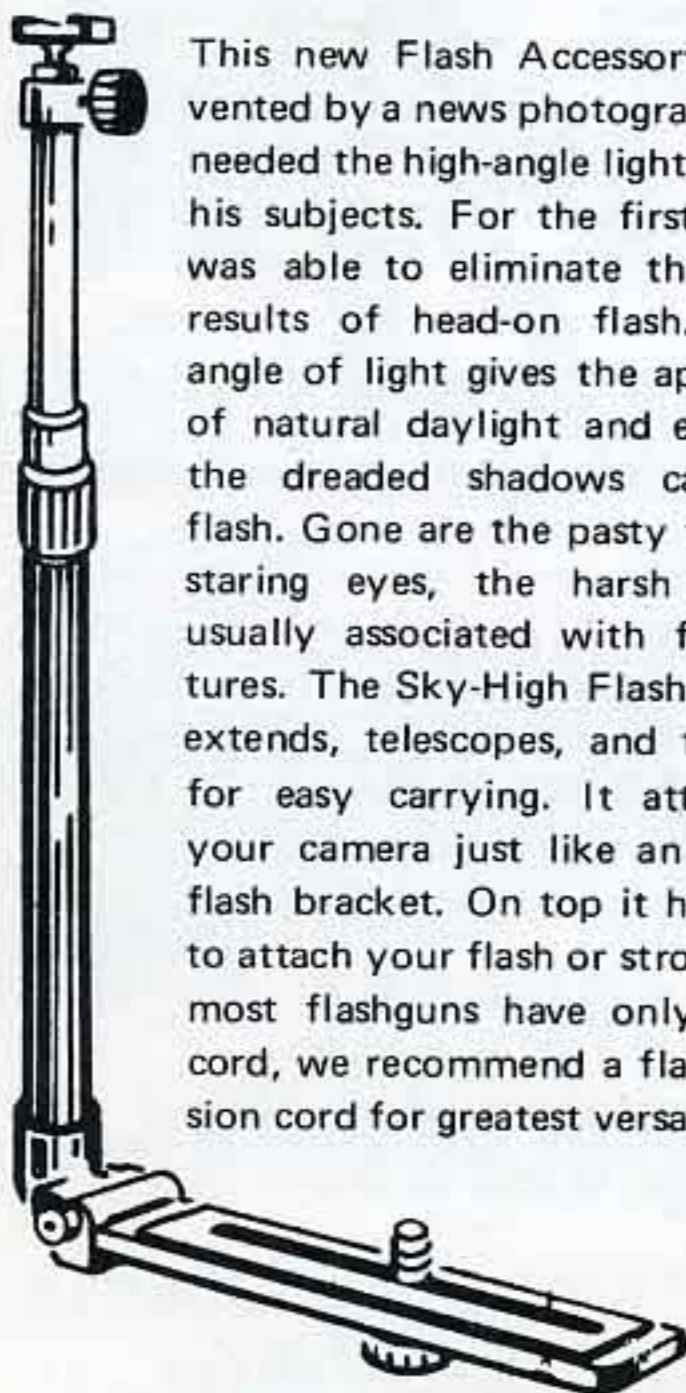 This new Flash Accessor
vented by a news photogra
needed the high-angle light
his subjects. For the first
was able to eliminate th
results of head-on flash.
angle of light gives the ap
of natural daylight and e
the dreaded shadows ca
flash. Gone are the pasty
staring eyes, the harsh
usually associated with f
tures. The Sky-High Flash
extends, telescopes, and
for easy carrying. It att
your camera just like an
flash bracket. On top it h
to attach your flash or stro
most flashguns have only
cord, we recommend a fla
sion cord for greatest versa